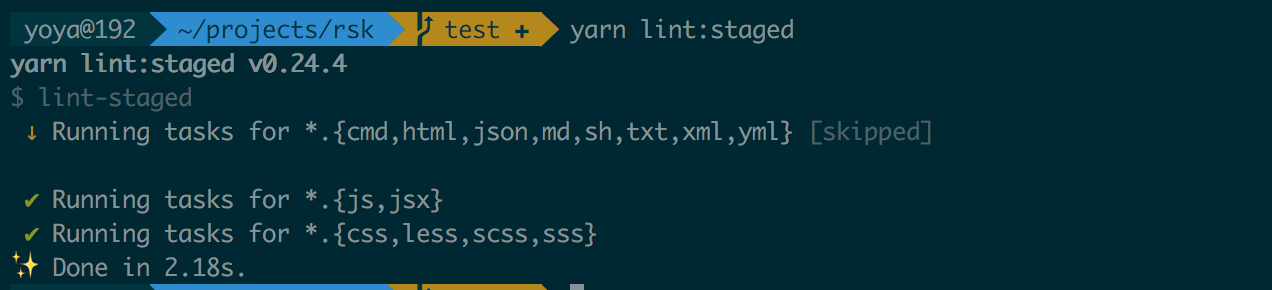 yoya@192 ~/projects/rsk test + yarn lint:staged
yarn lint:staged v0.24.4
$ lint-staged
↓ Running tasks for *.{cmd,html,json,md,sh,txt,xml,yml} [skipped]
✔ Running tasks for *.{js,jsx}
✔ Running tasks for *.{css,less,scss,sss}
✨ Done in 2.18s.